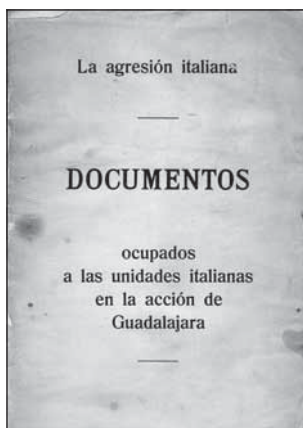 La agresión italiana
DOCUMENTOS
ocupados
a las unidades italianas
en la acción de
Guadalajara